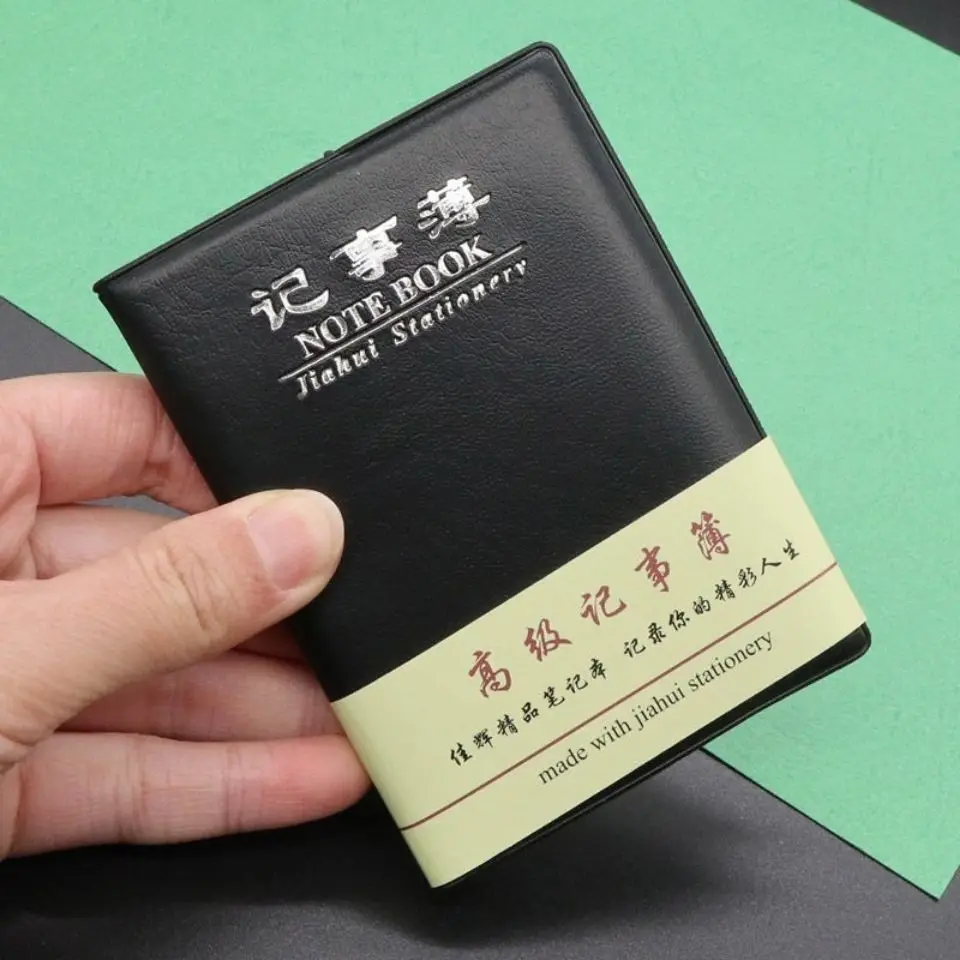 记事薄
NOTE BOOK
Jiahui Stationery
高级记事簿
佳辉精品笔记本 记录你的精彩人生
made with jiahui stationery